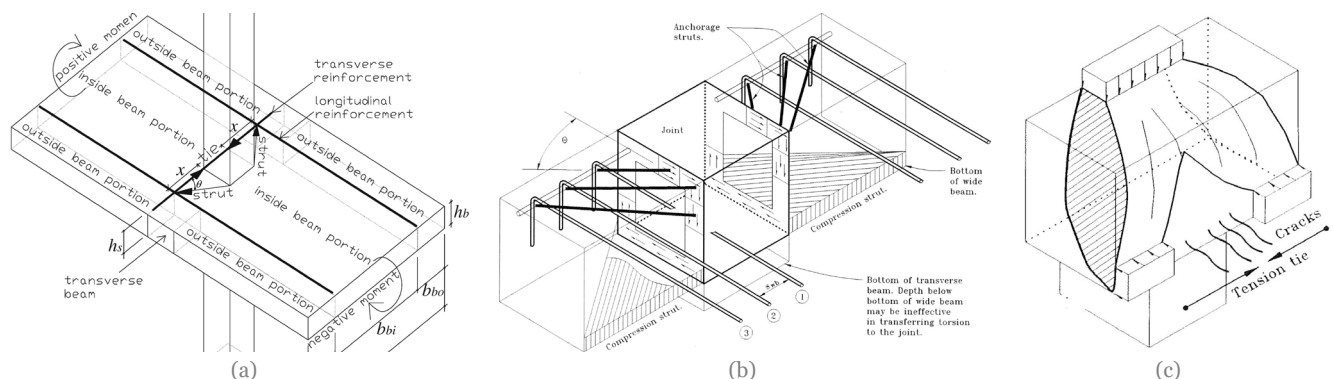 positive momen
outside beam portion
inside beam portion
transverse
reinforcement
longitudinal
reinforcement
outside beam portion
x
tie
x
strut
θ
strut
outside beam portion
inside beam portion
outside beam portion
hb
hs
transverse
beam
negative moment
bbo
bbi
(a)
Anchorage
struts.
θ
Joint
Bottom
of wide
beam.
Compression strut.
Bottom of transverse
beam. Depth below
bottom of wide beam
may be ineffective
in transferring torsion
to the joint.
1
2
3
Compression strut.
(b)
Cracks
Tension tie
(c)